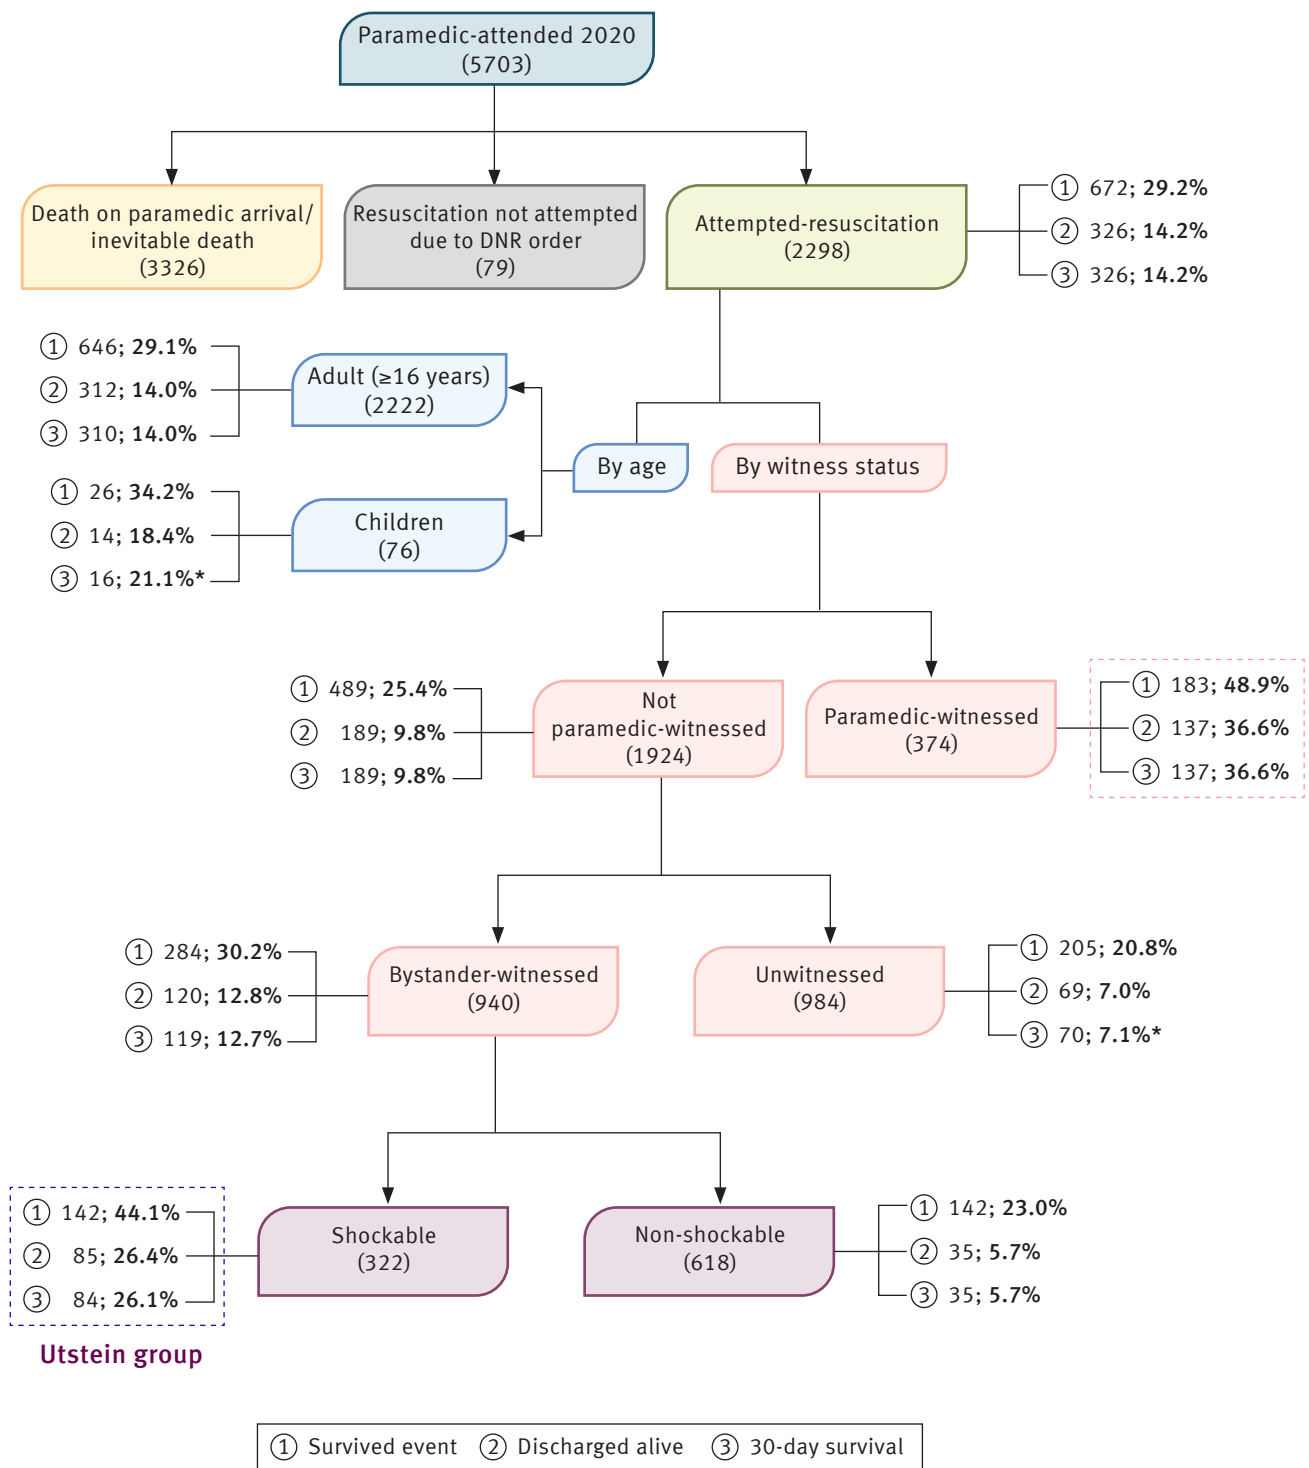 Paramedic-attended 2020
(5703)
Death on paramedic arrival/
inevitable death
(3326)
Resuscitation not attempted
due to DNR order
(79)
Attempted-resuscitation
(2298)
① 672; 29.2%
② 326; 14.2%
③ 326; 14.2%
① 646; 29.1%
② 312; 14.0%
③ 310; 14.0%
Adult (≥16 years)
(2222)
By age
By witness status
① 26; 34.2%
② 14; 18.4%
③ 16; 21.1%*
Children
(76)
① 489; 25.4%
② 189; 9.8%
③ 189; 9.8%
Not
paramedic-witnessed
(1924)
Paramedic-witnessed
(374)
① 183; 48.9%
② 137; 36.6%
③ 137; 36.6%
① 284; 30.2%
② 120; 12.8%
③ 119; 12.7%
Bystander-witnessed
(940)
Unwitnessed
(984)
① 205; 20.8%
② 69; 7.0%
③ 70; 7.1%*
① 142; 44.1%
② 85; 26.4%
③ 84; 26.1%
Utstein group
Shockable
(322)
Non-shockable
(618)
① 142; 23.0%
② 35; 5.7%
③ 35; 5.7%
① Survived event ② Discharged alive ③ 30-day survival